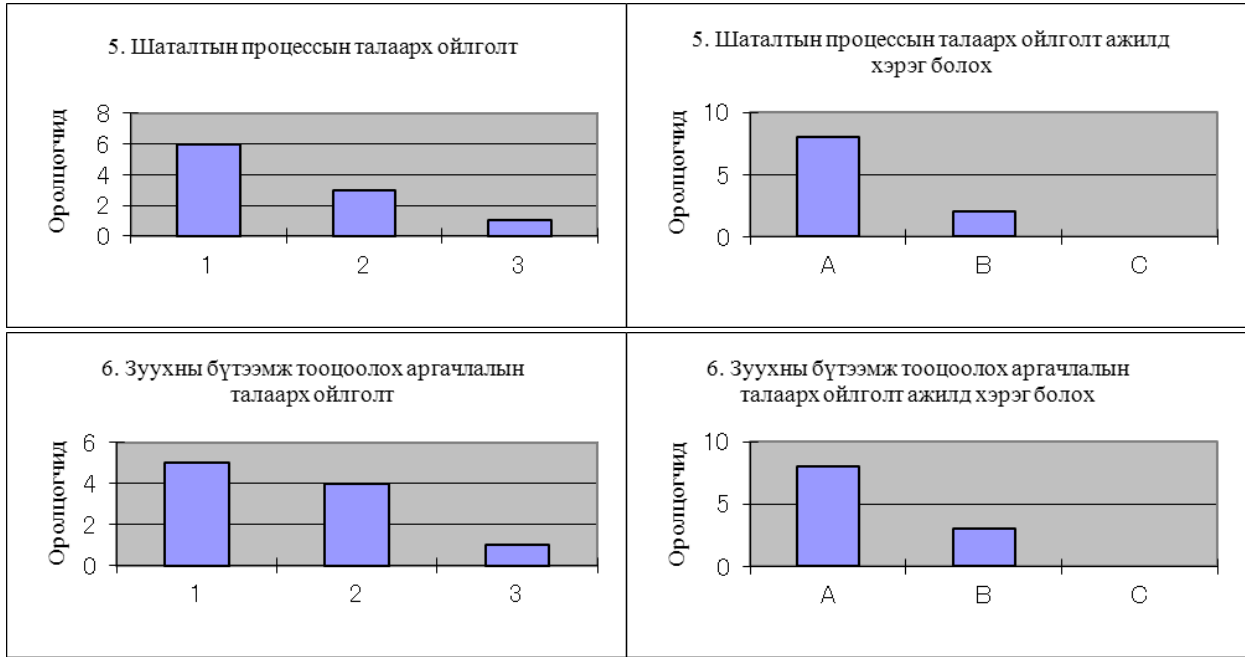 5. Шаталтын процессын талаарх ойлголт
Оролцогчид
8
6
4
2
0
1 2 3
5. Шаталтын процессын талаарх ойлголт ажилд
хэрэг болох
Оролцогчид
10
5
0
A B C
6. Зуухны бүтээмж тооцоолох аргачлалын
талаарх ойлголт
Оролцогчид
6
4
2
0
1 2 3
6. Зуухны бүтээмж тооцоолох аргачлалын
талаарх ойлголт ажилд хэрэг болох
Оролцогчид
10
5
0
A B C